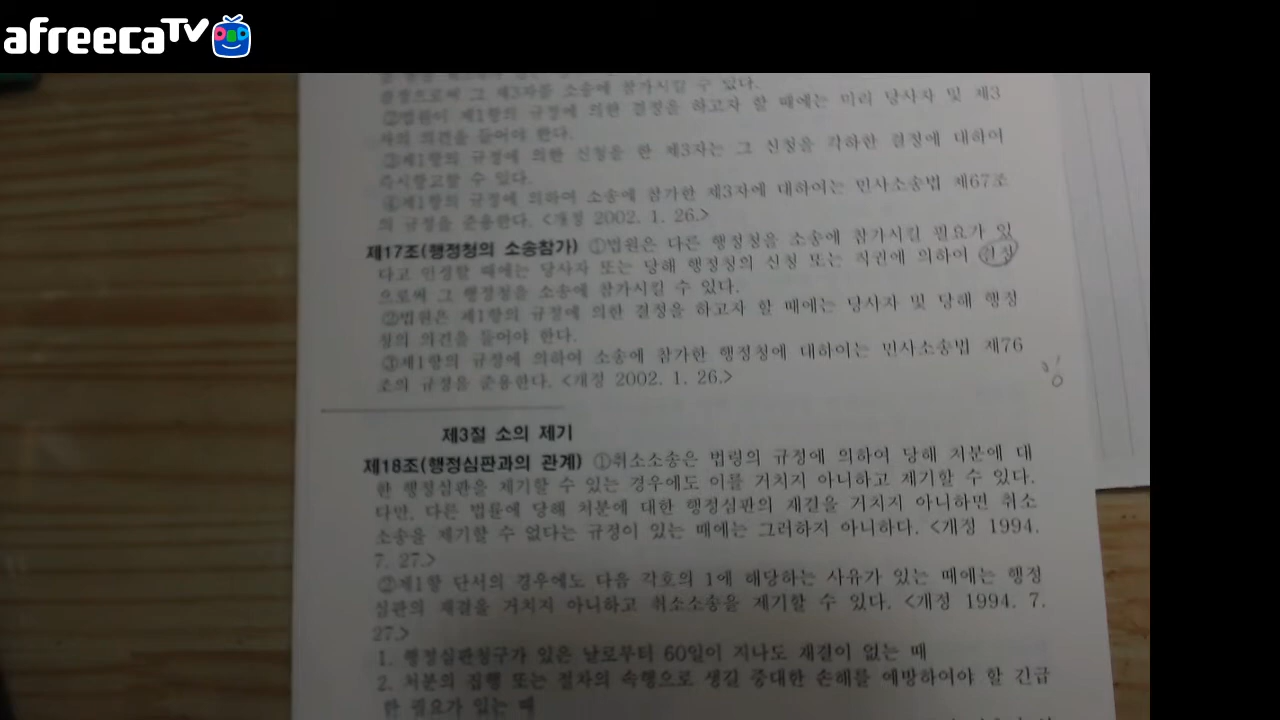 afreecaTV
결정으로써 그 제3자를 소송에 참가시킬 수 있다.
②법원이 제1항의 규정에 의한 결정을 하고자 할 때에는 미리 당사자 및 제3
자의 의견을 들어야 한다.
③제1항의 규정에 의한 신청을 한 제3자는 그 신청을 각하한 결정에 대하여
즉시항고할 수 있다.
④제1항의 규정에 의하여 소송에 참가한 제3자에 대하여는 민사소송법 제67조
의 규정을 준용한다. <개정 2002. 1. 26.>
제17조(행정청의 소송참가) ①법원은 다른 행정청을 소송에 참가시킬 필요가 있
다고 인정할 때에는 당사자 또는 당해 행정청의 신청 또는 직권에 의하여 결정
으로써 그 행정청을 소송에 참가시킬 수 있다.
②법원은 제1항의 규정에 의한 결정을 하고자 할 때에는 당사자 및 당해 행정
청의 의견을 들어야 한다.
③제1항의 규정에 의하여 소송에 참가한 행정청에 대하여는 민사소송법 제76
조의 규정을 준용한다. <개정 2002. 1. 26.>
제3절 소의 제기
제18조(행정심판과의 관계) ①취소소송은 법령의 규정에 의하여 당해 처분에 대
한 행정심판을 제기할 수 있는 경우에도 이를 거치지 아니하고 제기할 수 있다.
다만, 다른 법률에 당해 처분에 대한 행정심판의 재결을 거치지 아니하면 취소
소송을 제기할 수 없다는 규정이 있는 때에는 그러하지 아니하다. <개정 1994.
7. 27.>
②제1항 단서의 경우에도 다음 각호의 1에 해당하는 사유가 있는 때에는 행정
심판의 재결을 거치지 아니하고 취소소송을 제기할 수 있다. <개정 1994. 7.
27.>
1. 행정심판청구가 있은 날로부터 60일이 지나도 재결이 없는 때
2. 처분의 집행 또는 절차의 속행으로 생길 중대한 손해를 예방하여야 할 긴급
한 필요가 있는 때